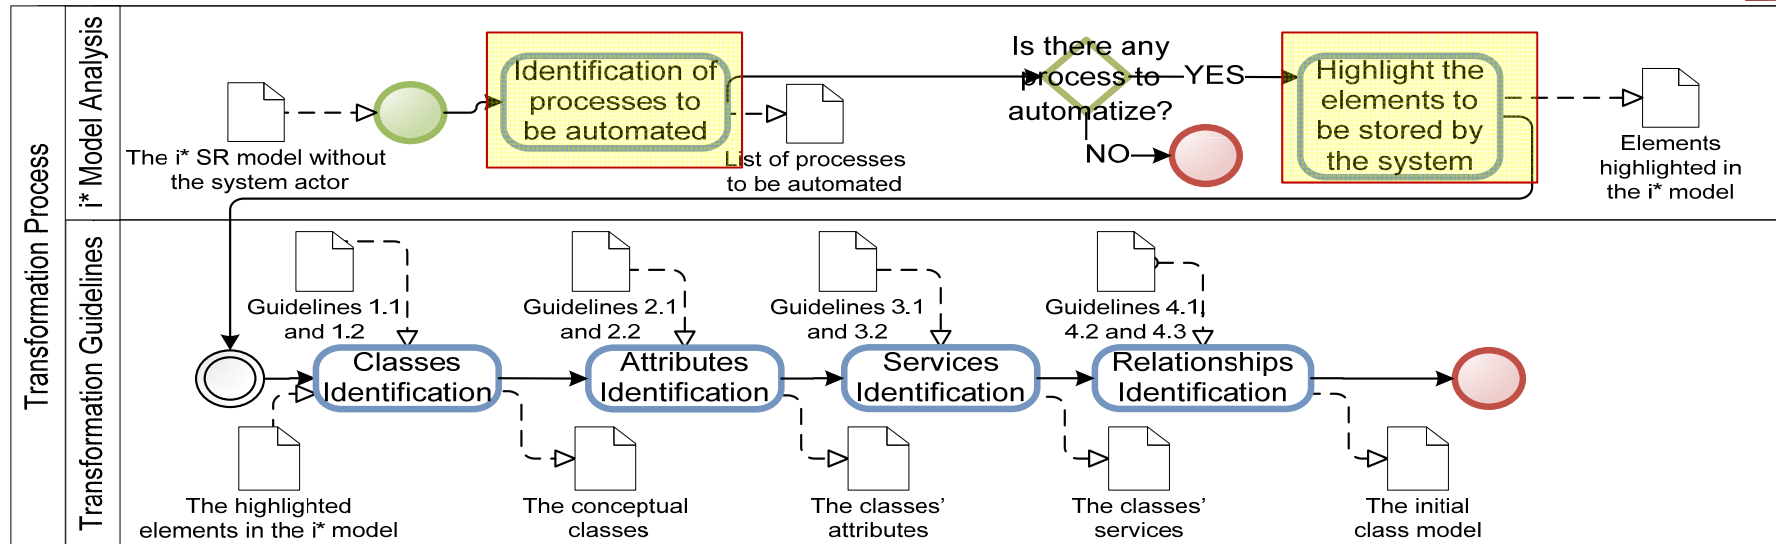 Transformation Process
i* Model Analysis
The i* SR model without
the system actor
Identification of
processes to
be automated
List of processes
to be automated
Is there any
process to
automatize?
YES
NO
Highlight the
elements to
be stored by
the system
Elements
highlighted in
the i* model
Transformation Guidelines
Guidelines 1.1
and 1.2
Guidelines 2.1
and 2.2
Guidelines 3.1
and 3.2
Guidelines 4.1,
4.2 and 4.3
Classes
Identification
Attributes
Identification
Services
Identification
Relationships
Identification
The highlighted
elements in the i* model
The conceptual
classes
The classes’
attributes
The classes’
services
The initial
class model